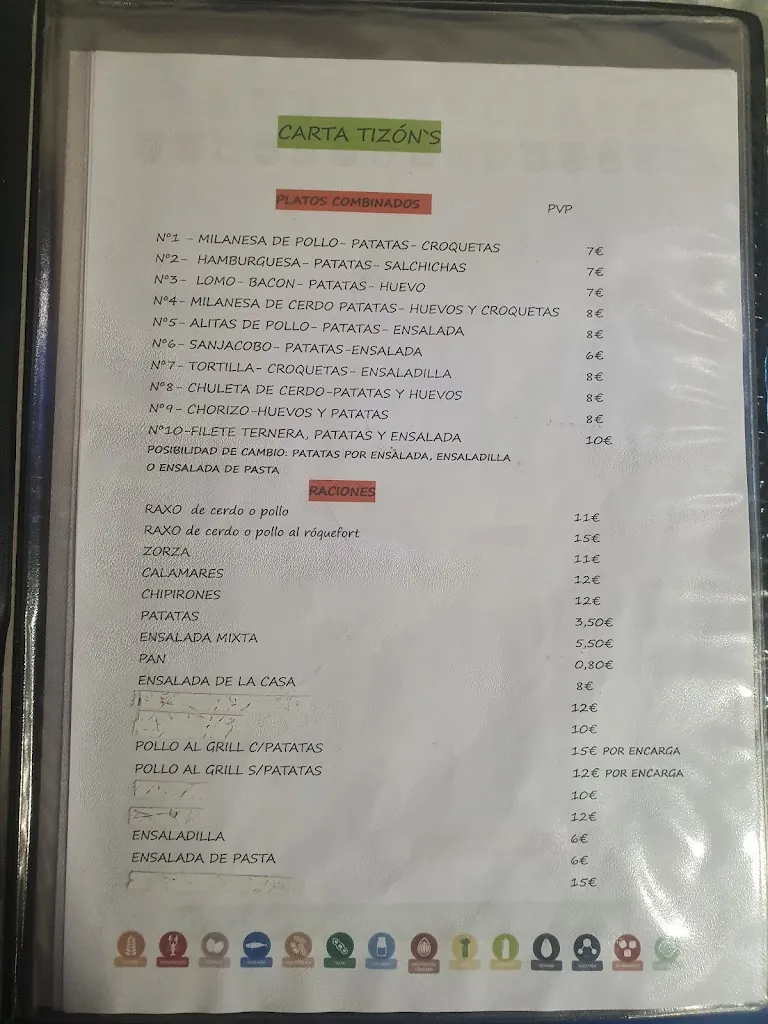 CARTA TIZÓN`S
PLATOS COMBINADOS PVP
Nº1 - MILANESA DE POLLO- PATATAS- CROQUETAS 7€
Nº2- HAMBURGUESA- PATATAS- SALCHICHAS 7€
Nº3- LOMO- BACON- PATATAS- HUEVO 7€
Nº4- MILANESA DE CERDO PATATAS- HUEVOS Y CROQUETAS 8€
Nº5- ALITAS DE POLLO- PATATAS- ENSALADA 8€
Nº6- SANJACOBO- PATATAS-ENSALADA 6€
Nº7- TORTILLA- CROQUETAS- ENSALADILLA 8€
Nº8- CHULETA DE CERDO-PATATAS Y HUEVOS 8€
Nº9- CHORIZO-HUEVOS Y PATATAS 8€
Nº10-FILETE TERNERA, PATATAS Y ENSALADA 10€
POSIBILIDAD DE CAMBIO: PATATAS POR ENSALADA, ENSALADILLA
O ENSALADA DE PASTA
RACIONES
RAXO de cerdo o pollo 11€
RAXO de cerdo o pollo al róquefort 15€
ZORZA 11€
CALAMARES 12€
CHIPIRONES 12€
PATATAS 3,50€
ENSALADA MIXTA 5,50€
PAN 0,80€
ENSALADA DE LA CASA 8€
12€
10€
POLLO AL GRILL C/PATATAS 15€ POR ENCARGA
POLLO AL GRILL S/PATATAS 12€ POR ENCARGA
10€
12€
ENSALADILLA 6€
ENSALADA DE PASTA 6€
15€